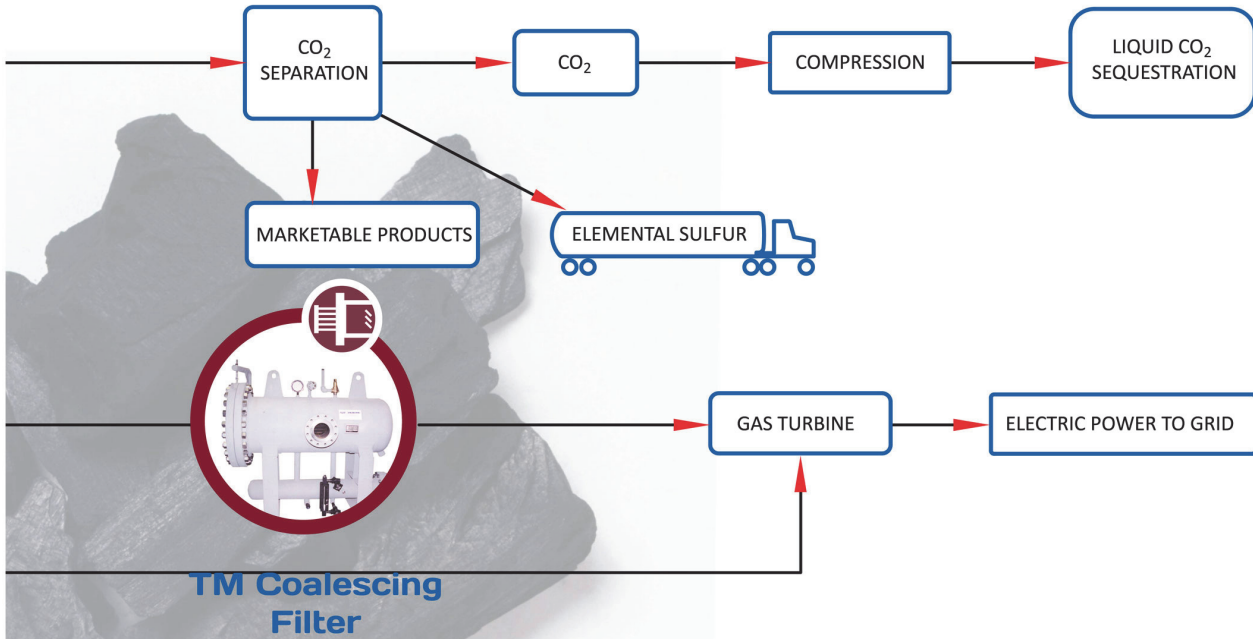 CO₂
SEPARATION
CO₂
COMPRESSION
LIQUID CO₂
SEQUESTRATION
MARKETABLE PRODUCTS
ELEMENTAL SULFUR
GAS TURBINE
ELECTRIC POWER TO GRID
TM Coalescing
Filter